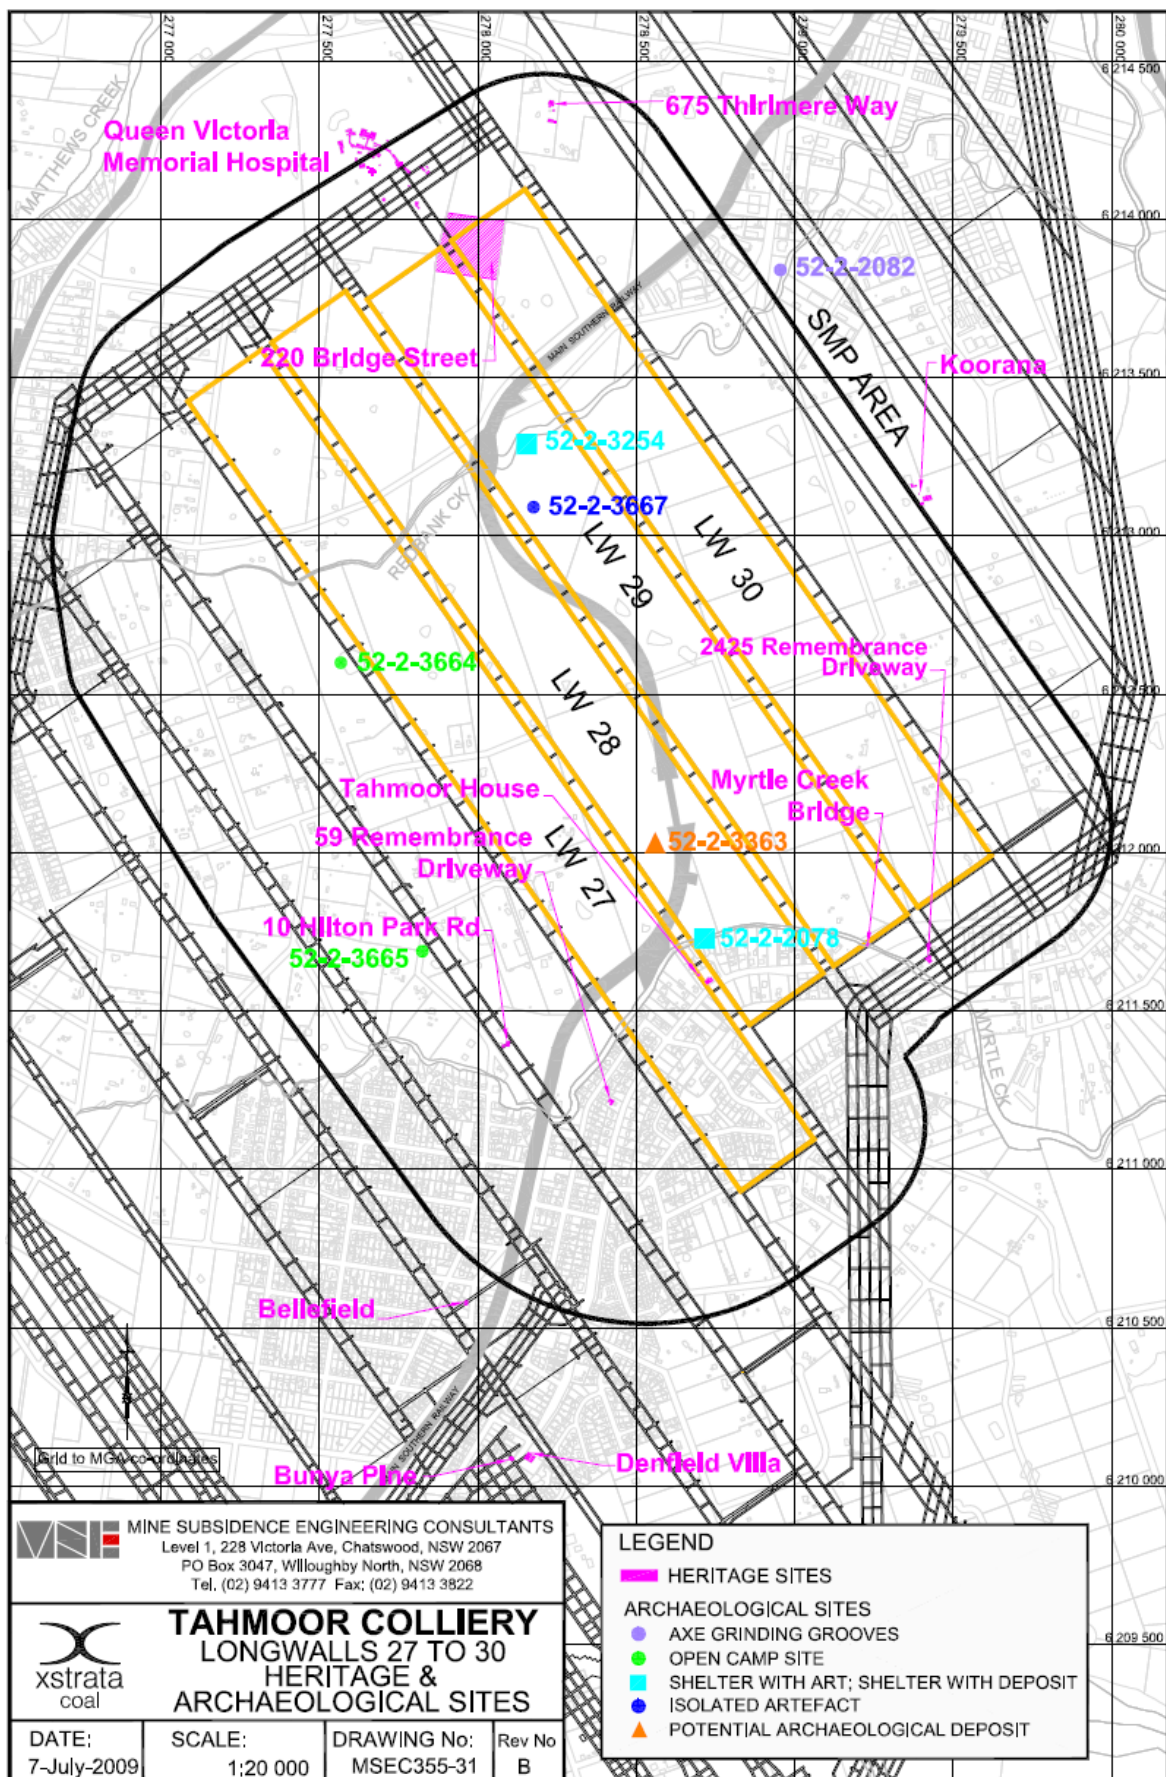 277 000
277 500
278 000
278 500
279 000
279 500
280 000
6 214 500
675 Thirlmere Way
Queen Victoria
Memorial Hospital
MATTHEWS CREEK
6 214 000
52-2-2082
MAIN SOUTHERN RAILWAY
SMP AREA
220 Bridge Street
Koorana
6 213 500
52-2-3254
52-2-3667
REDBANK CK
6 213 000
LW 29
LW 30
2425 Remembrance
Driveway
52-2-3664
6 212 500
LW 28
Tahmoor House
Myrtle Creek
Bridge
59 Remembrance
Driveway
52-2-3363
6 212 000
LW 27
10 Hilton Park Rd
52-2-3665
52-2-2078
6 211 500
MYRTLE CK
6 211 000
Bellefield
6 210 500
MAIN SOUTHERN RAILWAY
Grid to MGA co-ordinates
Bunya Pine
Denfield Villa
6 210 000
MSEC
MINE SUBSIDENCE ENGINEERING CONSULTANTS
Level 1, 228 Victoria Ave, Chatswood, NSW 2067
PO Box 3047, Willoughby North, NSW 2068
Tel. (02) 9413 3777 Fax: (02) 9413 3822
xstrata
coal
TAHMOOR COLLIERY
LONGWALLS 27 TO 30
HERITAGE &
ARCHAEOLOGICAL SITES
DATE:
7-July-2009
SCALE:
1:20 000
DRAWING No:
MSEC355-31
Rev No
B
LEGEND
HERITAGE SITES
ARCHAEOLOGICAL SITES
AXE GRINDING GROOVES
OPEN CAMP SITE
SHELTER WITH ART; SHELTER WITH DEPOSIT
ISOLATED ARTEFACT
POTENTIAL ARCHAEOLOGICAL DEPOSIT
6 209 500